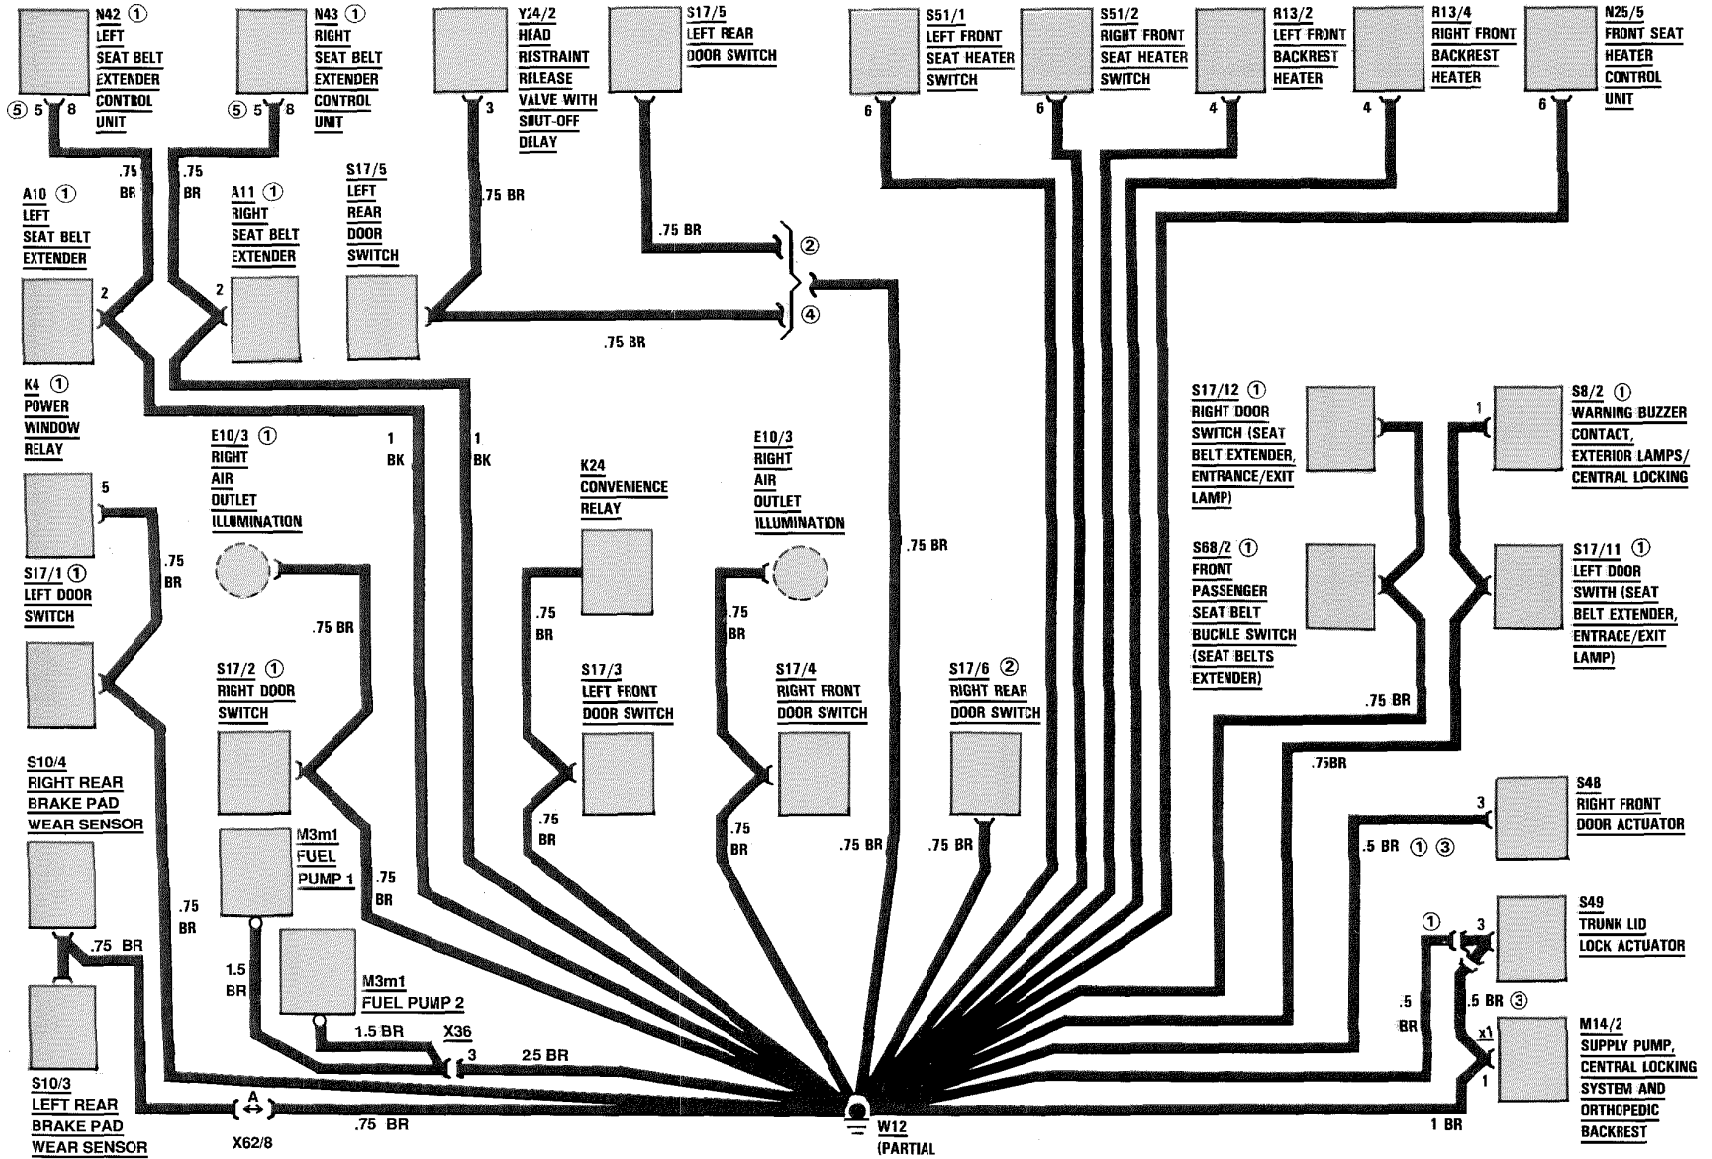 N42 ①
LEFT
SEAT BELT
EXTENDER
CONTROL
UNIT
⑤ 5 8
N43 ①
RIGHT
SEAT BELT
EXTENDER
CONTROL
UNIT
⑤ 5 8
Y24/2
HEAD
RESTRAINT
RELEASE
VALVE WITH
SHUT-OFF
DELAY
3
S17/5
LEFT REAR
DOOR SWITCH
S51/1
LEFT FRONT
SEAT HEATER
SWITCH
6
S51/2
RIGHT FRONT
SEAT HEATER
SWITCH
6
R13/2
LEFT FRONT
BACKREST
HEATER
4
R13/4
RIGHT FRONT
BACKREST
HEATER
4
N25/5
FRONT SEAT
HEATER
CONTROL
UNIT
6
.75
BR
.75
BR
A10 ①
LEFT
SEAT BELT
EXTENDER
2
A11 ①
RIGHT
SEAT BELT
EXTENDER
2
S17/5
LEFT
REAR
DOOR
SWITCH
.75 BR
.75 BR
②
④
.75 BR
K4 ①
POWER
WINDOW
RELAY
5
1
BK
1
BK
E10/3 ①
RIGHT
AIR
OUTLET
ILLUMINATION
K24
CONVENIENCE
RELAY
E10/3
RIGHT
AIR
OUTLET
ILLUMINATION
.75 BR
S17/12 ①
RIGHT DOOR
SWITCH (SEAT
BELT EXTENDER,
ENTRANCE/EXIT
LAMP)
1
S8/2 ①
WARNING BUZZER
CONTACT,
EXTERIOR LAMPS/
CENTRAL LOCKING
S68/2 ①
FRONT
PASSENGER
SEAT BELT
BUCKLE SWITCH
(SEAT BELTS
EXTENDER)
S17/11 ①
LEFT DOOR
SWITH (SEAT
BELT EXTENDER,
ENTRACE/EXIT
LAMP)
.75
BR
S17/1 ①
LEFT DOOR
SWITCH
.75 BR
.75
BR
.75
BR
S17/2 ①
RIGHT DOOR
SWITCH
S17/3
LEFT FRONT
DOOR SWITCH
S17/4
RIGHT FRONT
DOOR SWITCH
S17/6 ②
RIGHT REAR
DOOR SWITCH
.75 BR
.75BR
S10/4
RIGHT REAR
BRAKE PAD
WEAR SENSOR
M3m1
FUEL
PUMP 1
.75
BR
.75
BR
.75
BR
.75 BR
.75 BR
3
S48
RIGHT FRONT
DOOR ACTUATOR
.5 BR ① ③
.75
BR
.75 BR
1.5
BR
M3m1
FUEL PUMP 2
1.5 BR
X36
3
25 BR
①
3
S49
TRUNK LID
LOCK ACTUATOR
.5
BR
.5 BR ③
x1
1
M14/2
SUPPLY PUMP,
CENTRAL LOCKING
SYSTEM AND
ORTHOPEDIC
BACKREST
S10/3
LEFT REAR
BRAKE PAD
WEAR SENSOR
A
X62/8
.75 BR
W12
(PARTIAL
1 BR